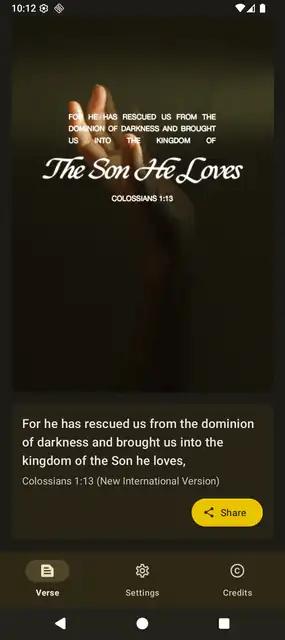 10:12
FOR HE HAS RESCUED US FROM THE
DOMINION OF DARKNESS AND BROUGHT
US INTO THE KINGDOM OF
The Son He Loves
COLOSSIANS 1:13
For he has rescued us from the dominion
of darkness and brought us into the
kingdom of the Son he loves,
Colossians 1:13 (New International Version)
Share
Verse
Settings
Credits